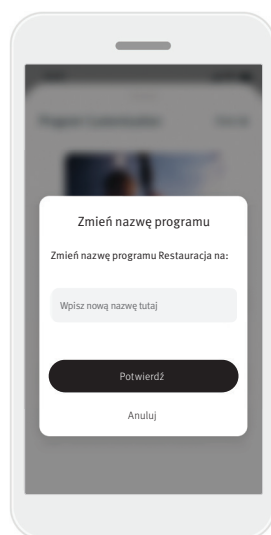 Zmień nazwę programu
Zmień nazwę programu Restauracja na:
Wpisz nową nazwę tutaj
Potwierdź
Anuluj